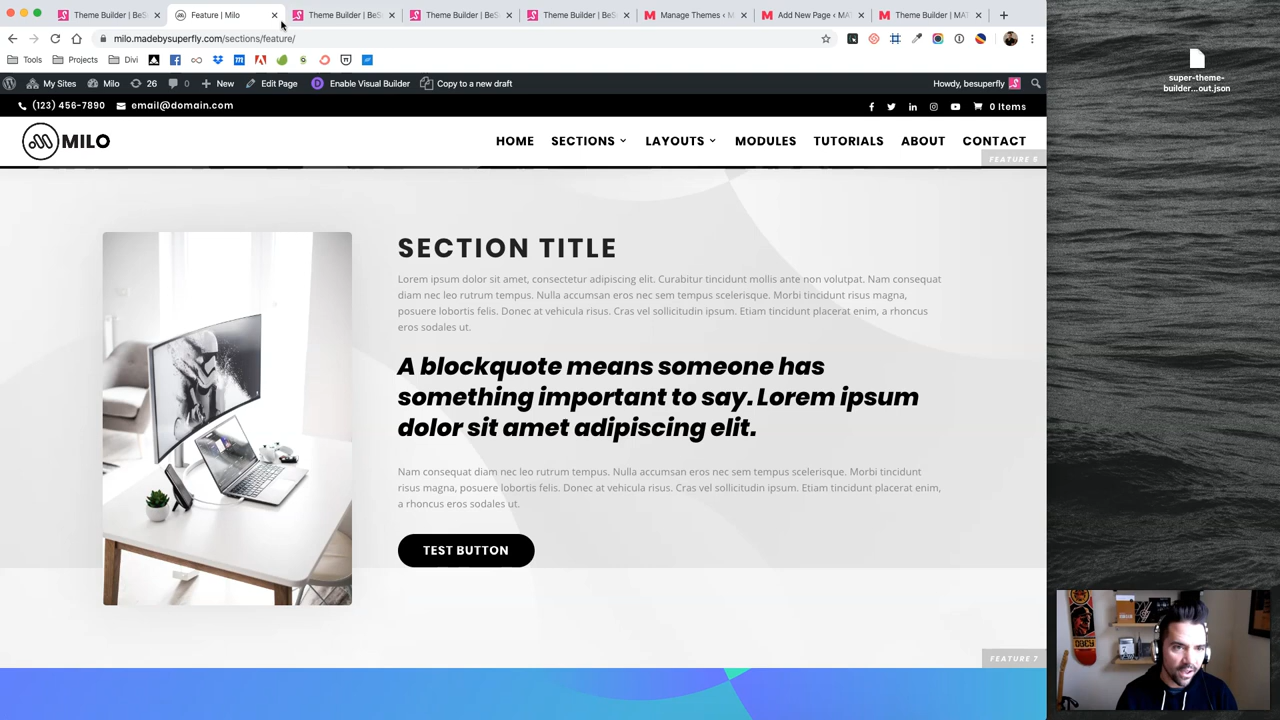 Theme Builder | BeS
Feature | Milo
Theme Builder | BeS
Theme Builder | BeS
Theme Builder | BeS
Manage Themes ‹ M
Add New Page ‹ MA
Theme Builder | MA
milo.madebysuperfly.com/sections/feature/
Tools
Projects
Divi
My Sites
Milo
26
0
New
Edit Page
Enable Visual Builder
Copy to a new draft
Howdy, besuperfly
(123) 456-7890
email@domain.com
0 Items
MILO
HOME
SECTIONS
LAYOUTS
MODULES
TUTORIALS
ABOUT
CONTACT
SECTION TITLE
Lorem ipsum dolor sit amet, consectetur adipiscing elit. Curabitur tincidunt mollis ante non volutpat. Nam consequat
diam nec leo rutrum tempus. Nulla accumsan eros nec sem tempus scelerisque. Morbi tincidunt risus magna,
posuere lobortis felis. Donec at vehicula risus. Cras vel sollicitudin ipsum. Etiam tincidunt placerat enim, a rhoncus
eros sodales ut.
A blockquote means someone has
something important to say. Lorem ipsum
dolor sit amet adipiscing elit.
Nam consequat diam nec leo rutrum tempus. Nulla accumsan eros nec sem tempus scelerisque. Morbi tincidunt
risus magna, posuere lobortis felis. Donec at vehicula risus. Cras vel sollicitudin ipsum. Etiam tincidunt placerat enim,
a rhoncus eros sodales ut.
TEST BUTTON
FEATURE 7
super-theme-
builder...out.json
OBEY